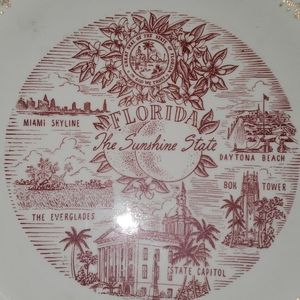 FLORIDA
The Sunshine State
MIAMI SKYLINE
DAYTONA BEACH
BOK TOWER
THE EVERGLADES
STATE CAPITOL